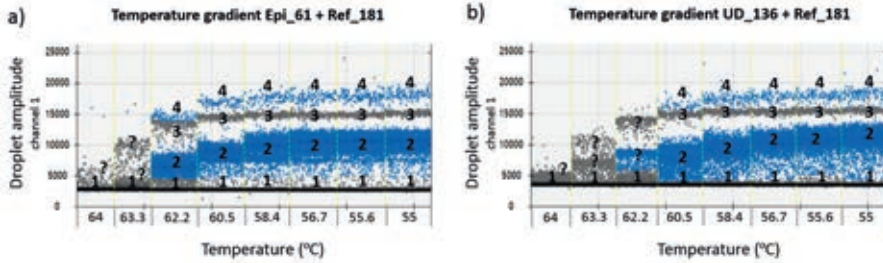 a)
Temperature gradient Epi_61 + Ref_181
Droplet amplitude
channel 1
25000
20000
15000
10000
5000
0
? ? 4 4 4 4 4 4
3 3 3 3 3 3
2 2 2 2 2 2
1 1 1 1 1 1 1 1
64 63.3 62.2 60.5 58.4 56.7 55.6 55
Temperature (°C)
b)
Temperature gradient UD_136 + Ref_181
Droplet amplitude
channel 1
25000
20000
15000
10000
5000
0
? ? ? 4 4 4 4 4
? 3 3 3 3 3
2 2 2 2 2 2
1 1 1 1 1 1 1 1
64 63.3 62.2 60.5 58.4 56.7 55.6 55
Temperature (°C)